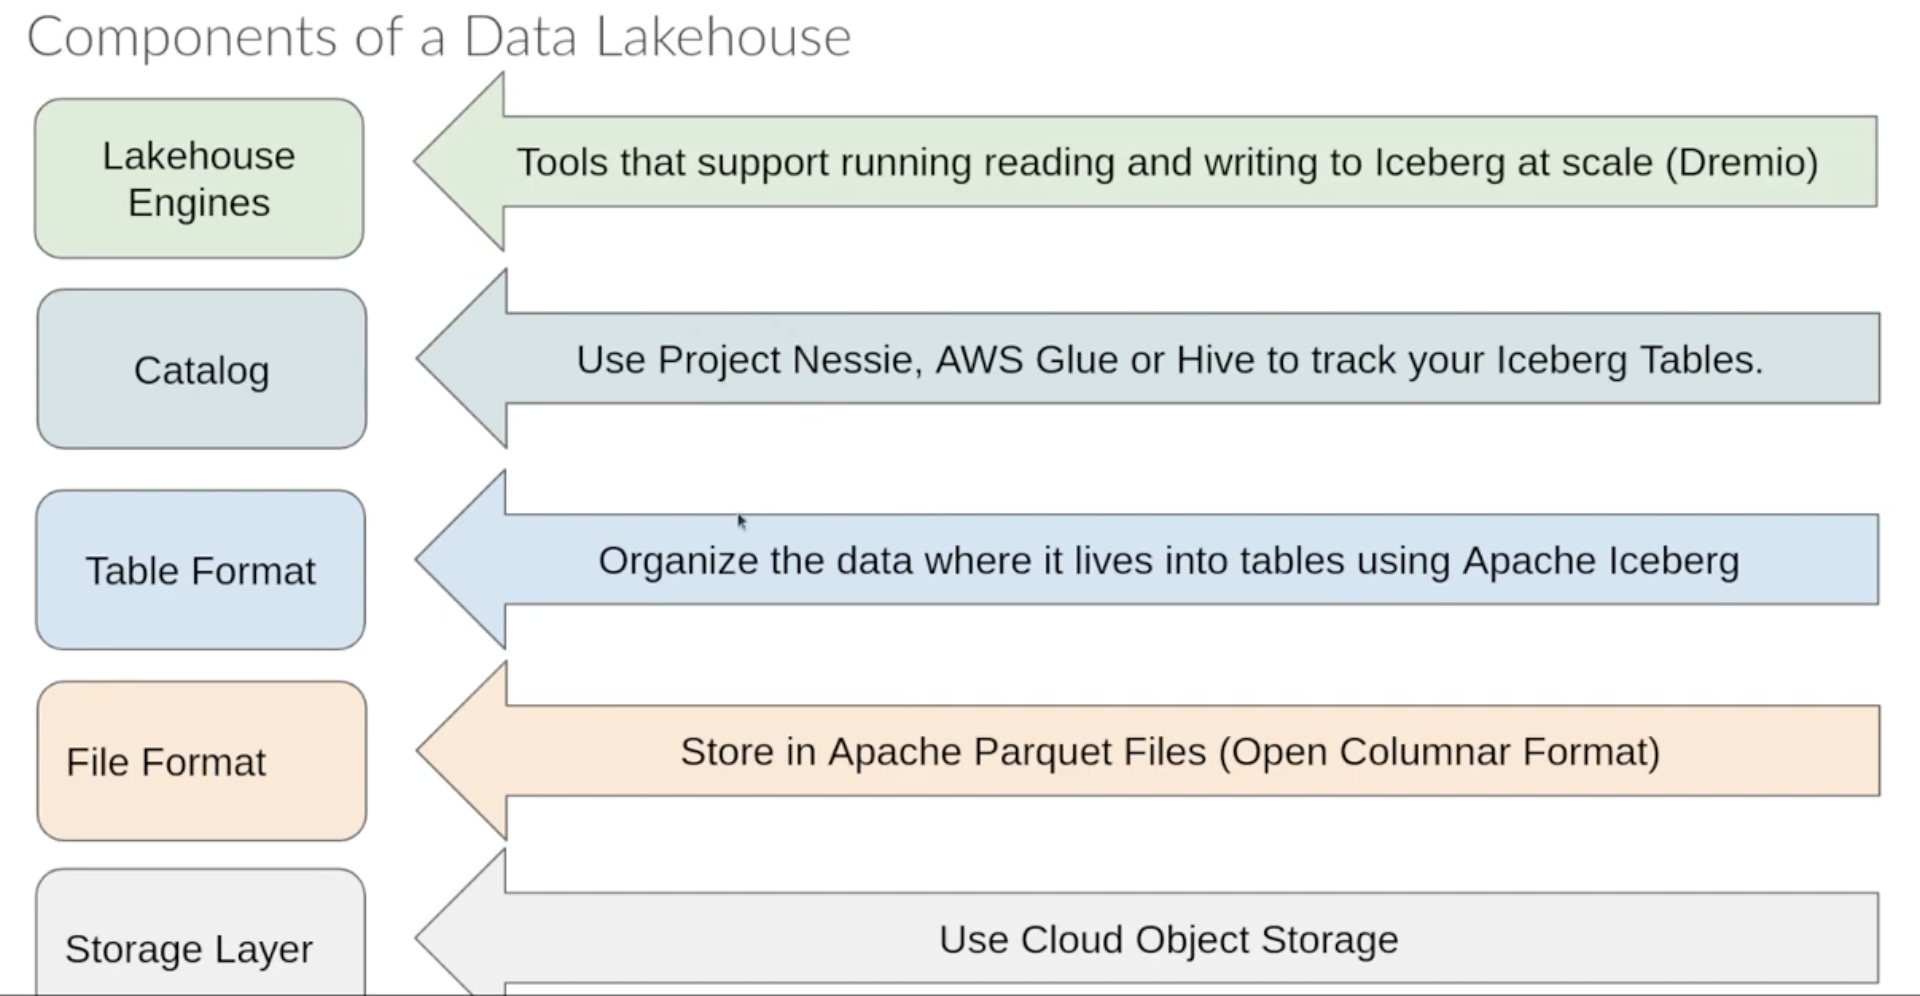 Components of a Data Lakehouse
Lakehouse
Engines
Tools that support running reading and writing to Iceberg at scale (Dremio)
Catalog
Use Project Nessie, AWS Glue or Hive to track your Iceberg Tables.
Table Format
Organize the data where it lives into tables using Apache Iceberg
File Format
Store in Apache Parquet Files (Open Columnar Format)
Storage Layer
Use Cloud Object Storage